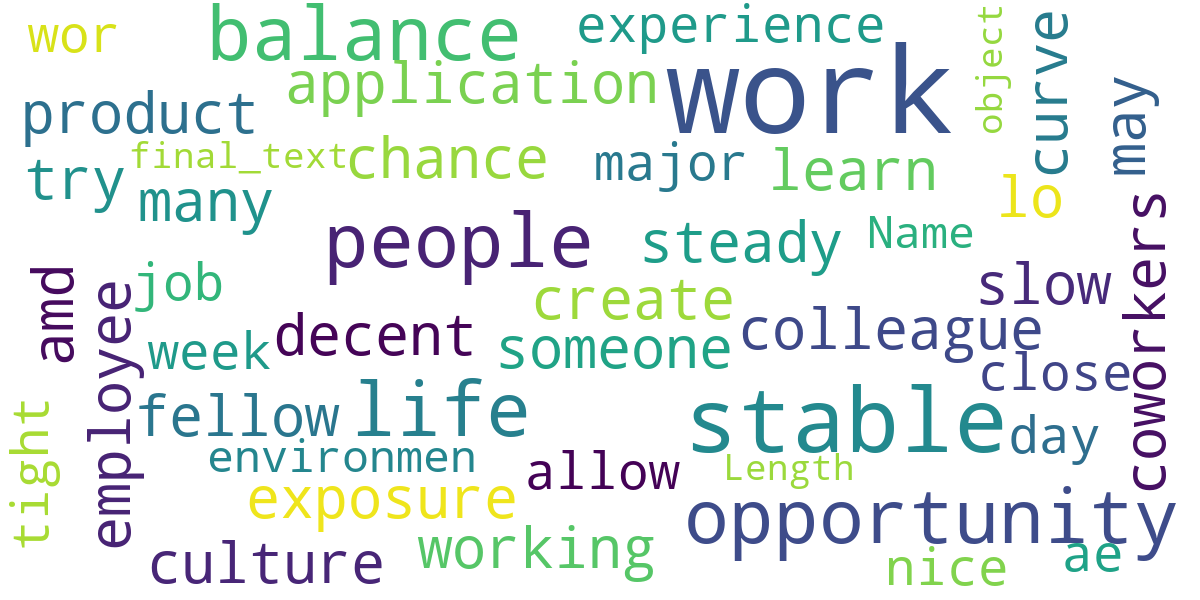 wor
balance
experience
object
curve
application
work
product
may
final_text
chance
major
learn
try
many
lo
coworkers
people
steady
Name
amd
job
employee
create
slow
decent
colleague
week
someone
close
tight
fellow
life
stable
day
environmen
allow
Length
exposure
opportunity
culture
working
nice
ae